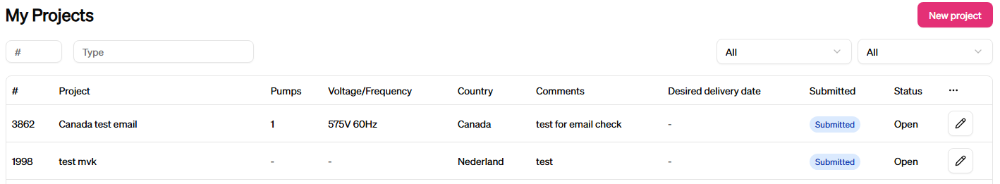 My Projects
New project
# Type All All
# Project Pumps Voltage/Frequency Country Comments Desired delivery date Submitted Status ...
3862 Canada test email 1 575V 60Hz Canada test for email check - Submitted Open
1998 test mvk - - Nederland test - Submitted Open